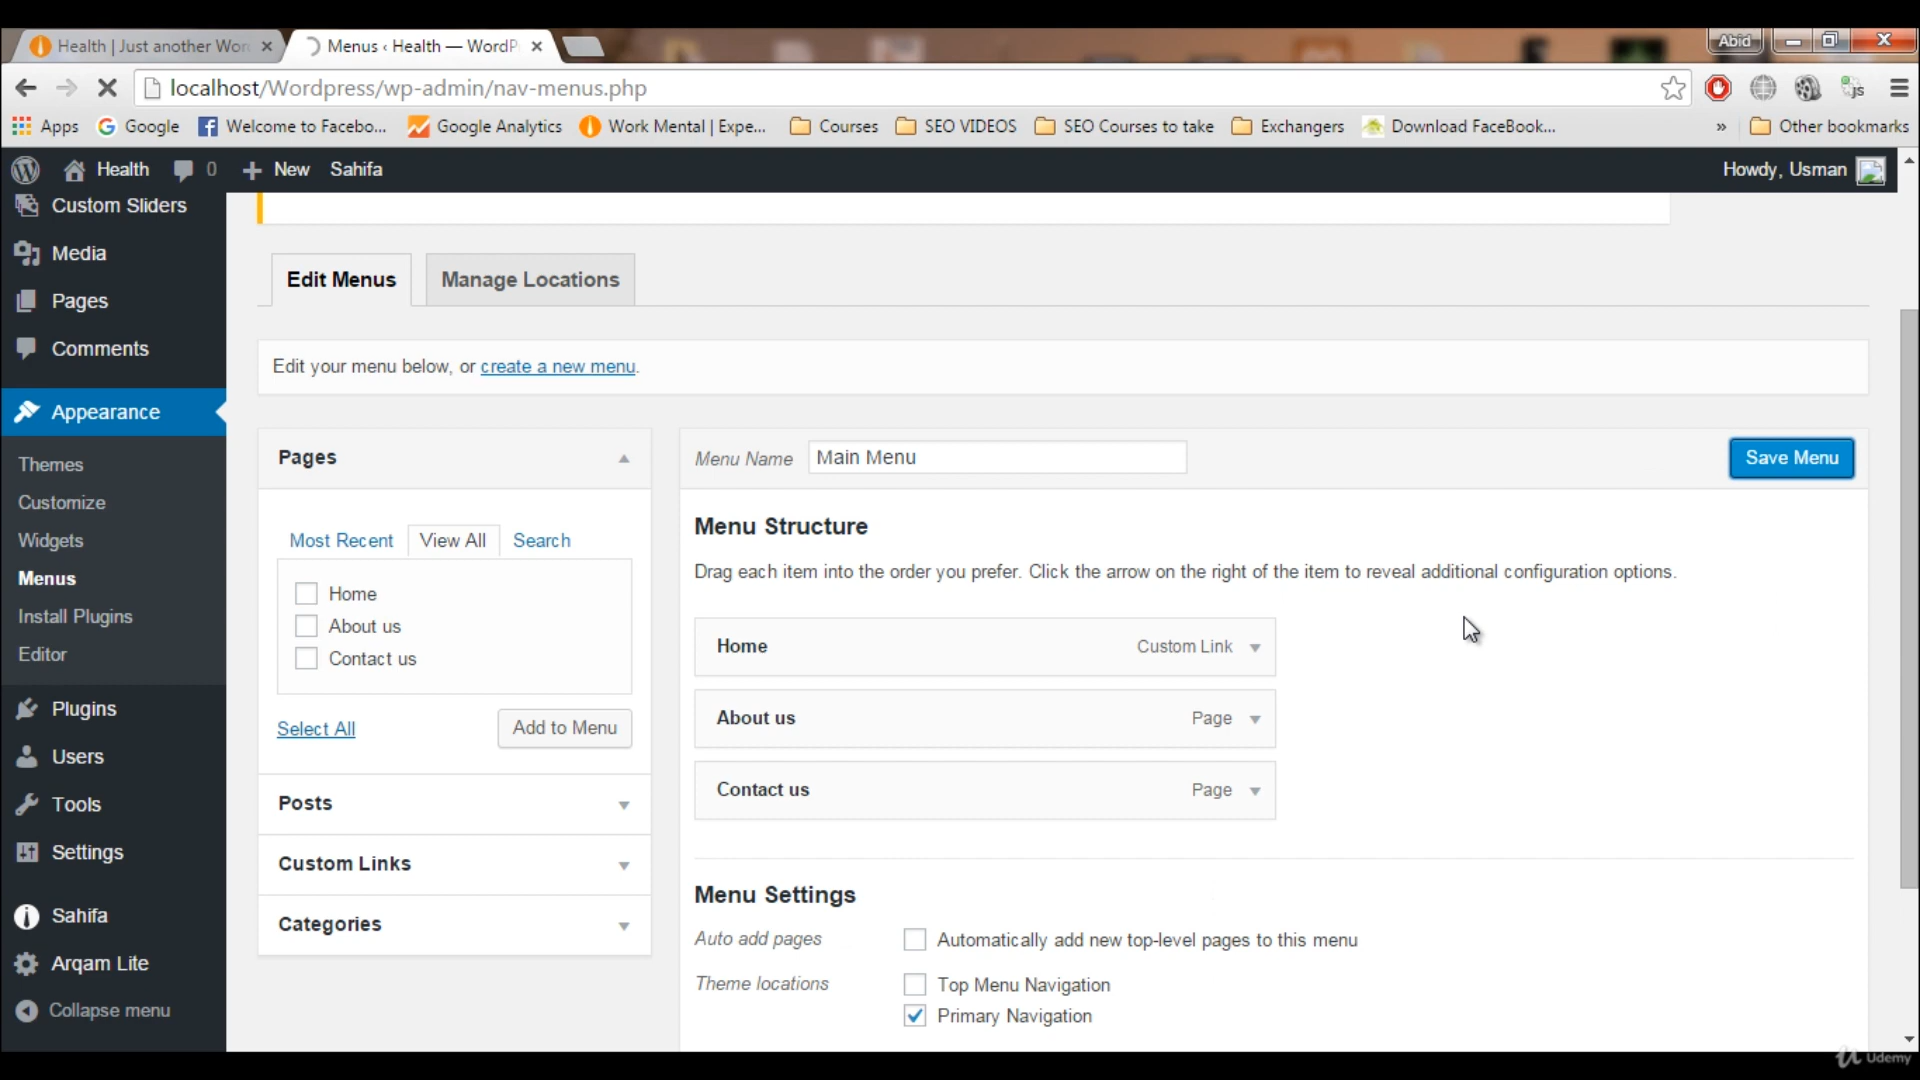 Health | Just another Wor
Menus ‹ Health — WordP
Abid
localhost/Wordpress/wp-admin/nav-menus.php
Apps
Google
Welcome to Facebo...
Google Analytics
Work Mental | Expe...
Courses
SEO VIDEOS
SEO Courses to take
Exchangers
Download FaceBook...
»
Other bookmarks
Health
0
New
Sahifa
Howdy, Usman
Custom Sliders
Media
Pages
Comments
Appearance
Themes
Customize
Widgets
Menus
Install Plugins
Editor
Plugins
Users
Tools
Settings
Sahifa
Arqam Lite
Collapse menu
Edit Menus
Manage Locations
Edit your menu below, or create a new menu.
Pages
Most Recent
View All
Search
Home
About us
Contact us
Select All
Add to Menu
Posts
Custom Links
Categories
Menu Name
Main Menu
Save Menu
Menu Structure
Drag each item into the order you prefer. Click the arrow on the right of the item to reveal additional configuration options.
Home
Custom Link
About us
Page
Contact us
Page
Menu Settings
Auto add pages
Automatically add new top-level pages to this menu
Theme locations
Top Menu Navigation
Primary Navigation
js
Udemy